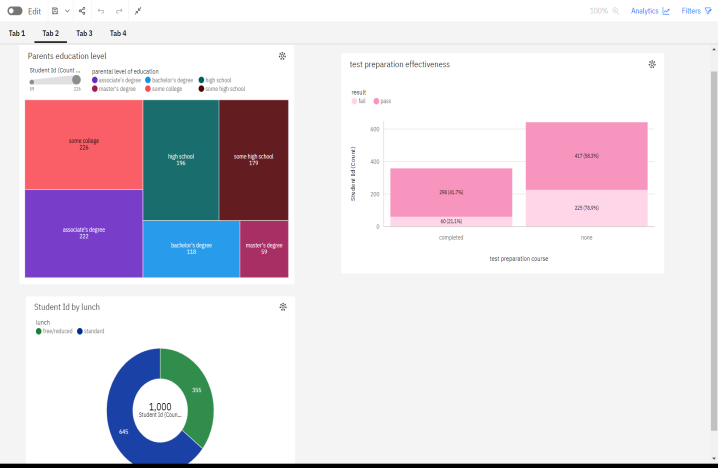 Edit
100%
Analytics
Filters
Tab 1
Tab 2
Tab 3
Tab 4
Parents education level
Student Id (Count ...
59
226
parental level of education
associate's degree
bachelor's degree
high school
master's degree
some college
some high school
some college
226
high school
196
some high school
179
associate's degree
222
bachelor's degree
118
master's degree
59
test preparation effectiveness
result
fail
pass
Student Id (Count)
600
400
200
0
298 (41.7%)
60 (21.1%)
417 (58.3%)
225 (78.9%)
completed
none
test preparation course
Student Id by lunch
lunch
free/reduced
standard
355
1,000
Student Id (Coun...
645